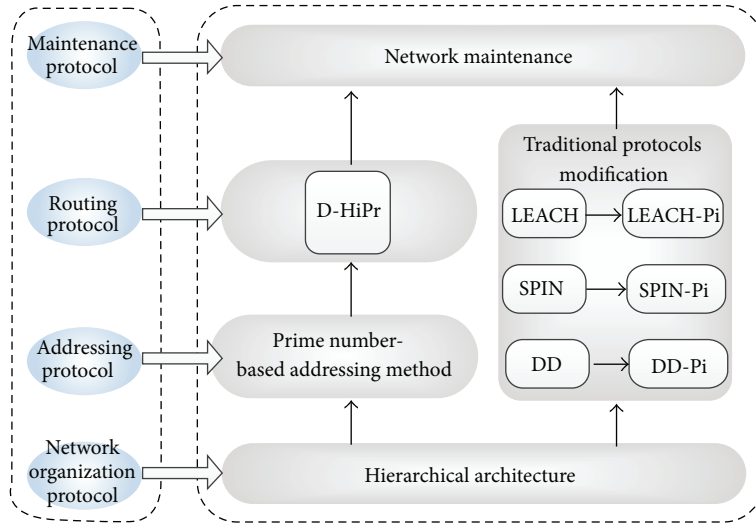 Maintenance
protocol
Network maintenance
Traditional protocols
modification
Routing
protocol
D-HiPr
LEACH
LEACH-Pi
SPIN
SPIN-Pi
Addressing
protocol
Prime number-
based addressing method
DD
DD-Pi
Network
organization
protocol
Hierarchical architecture